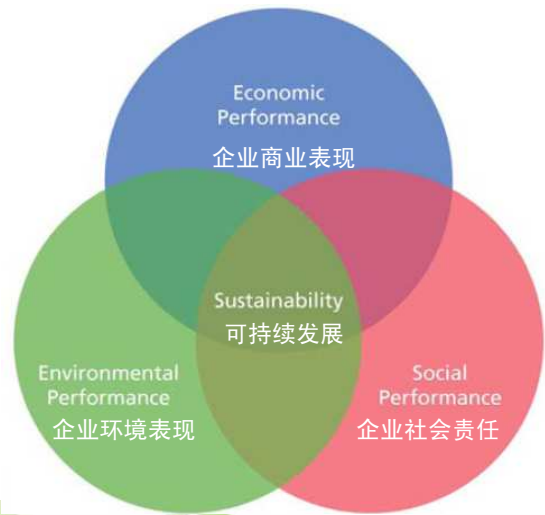 Economic
Performance
企业商业表现
Sustainability
可持续发展
Environmental
Performance
企业环境表现
Social
Performance
企业社会责任